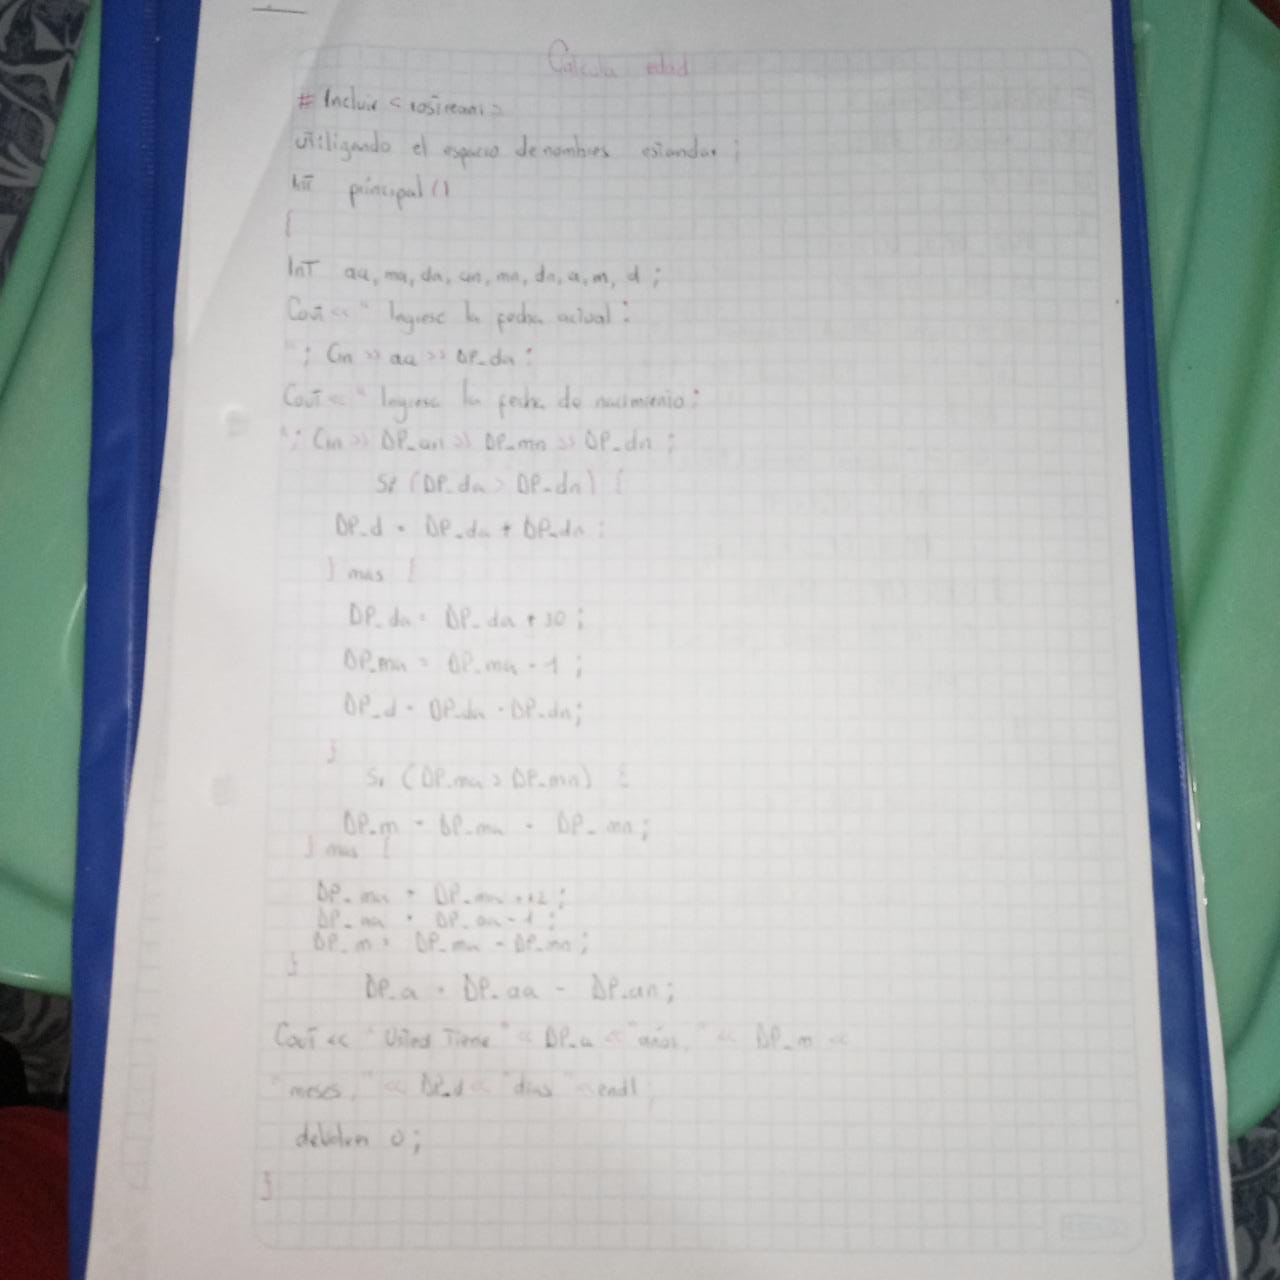 Calcula edad
# Incluir < iostream >
utiligando el espacio de nombres estandar ;
Int principal ()
{
InT aa, ma, da, an, mn, dn, a, m, d ;
Cout << " Ingrese la fecha actual :
" ; Cin >> aa >> DP_da :
Cout << " Ingrese la fecha de nacimiento :
" ; Cin >> DP_an >> DP_mn >> DP_dn ;
Si (DP_da > DP_dn) {
DP_d = DP_da + DP_dn ;
} mas {
DP_da = DP_da + 30 ;
DP_ma = DP_ma - 1 ;
DP_d = DP_da - DP_dn ;
}
Si (DP_ma > DP_mn) {
DP_m = DP_ma - DP_mn ;
} mas {
DP_ma = DP_ma +12 ;
DP_aa = DP_aa - 1 ;
DP_m = DP_ma - DP_mn ;
}
DP_a = DP_aa - DP_an ;
Cout << " Usted Tiene " << DP_a << " años, " << DP_m <<
" meses, " << DP_d << " dias " << endl
debolver 0 ;
}